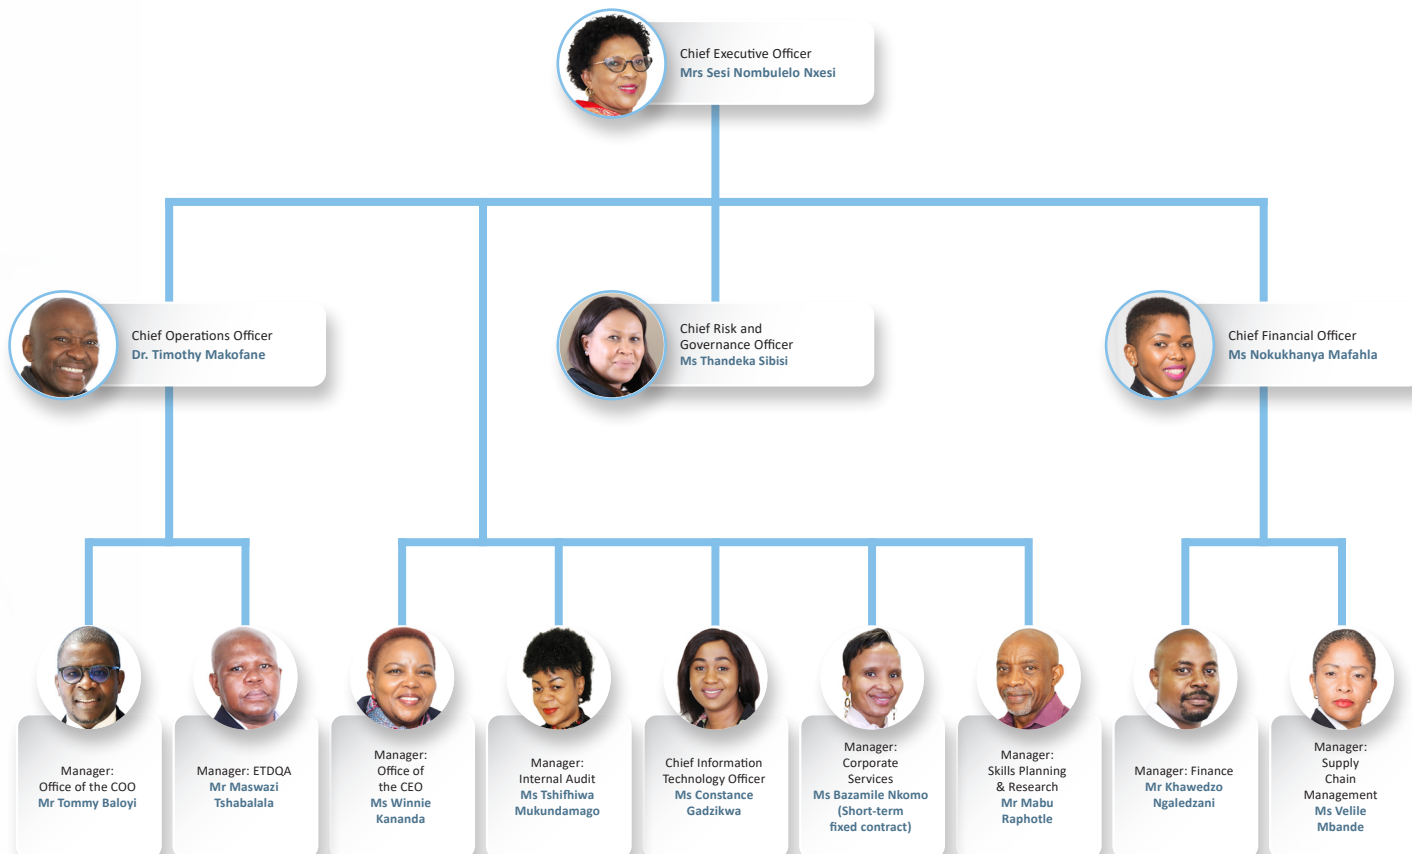 Chief Executive Officer
Mrs Sesi Nombulelo Nxesi
Chief Operations Officer
Dr. Timothy Makofane
Chief Risk and
Governance Officer
Ms Thandeka Sibisi
Chief Financial Officer
Ms Nokukhanya Mafahla
Manager:
Office of the COO
Mr Tommy Baloyi
Manager: ETDQA
Mr Maswazi
Tshabalala
Manager:
Office of
the CEO
Ms Winnie
Kananda
Manager:
Internal Audit
Ms Tshifhiwa
Mukundamago
Chief Information
Technology Officer
Ms Constance
Gadzikwa
Manager:
Corporate
Services
Ms Bazamile Nkomo
(Short-term
fixed contract)
Manager:
Skills Planning
& Research
Mr Mabu
Raphotle
Manager: Finance
Mr Khawedzo
Ngaledzani
Manager:
Supply
Chain
Management
Ms Velile
Mbande